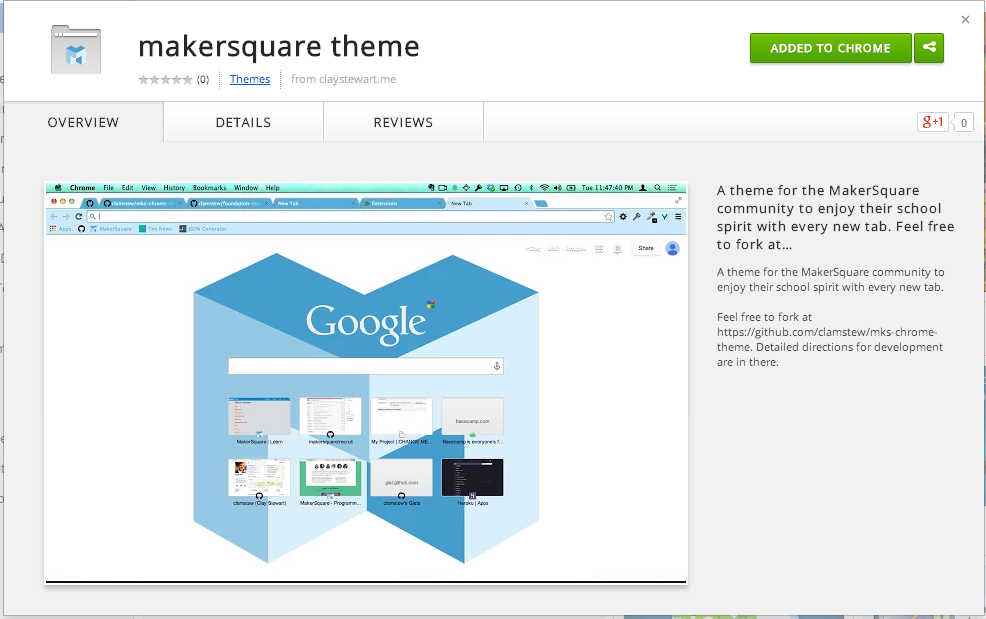 makersquare theme
(0) Themes from claystewart.me
ADDED TO CHROME
OVERVIEW DETAILS REVIEWS
g+1 0
Chrome File Edit View History Bookmarks Window Help Tue 11:47:40 PM
clamstew/mks-chrome- clamstew/foundation- New Tab Extensions New Tab
Apps MakerSquare The News JSON Generator
+Clay Mail Images Share
Google
MakerSquare | Learn makersquare/recruit My Project | CHANGE ME... Basecamp is everyone's f...
basecamp.com
gist.github.com
clamstew (Clay Stewart) MakerSquare - Programm... clamstew's Gists Heroku | Apps
A theme for the MakerSquare
community to enjoy their school
spirit with every new tab. Feel free
to fork at...
A theme for the MakerSquare community to
enjoy their school spirit with every new tab.
Feel free to fork at
https://github.com/clamstew/mks-chrome-
theme. Detailed directions for development
are in there.